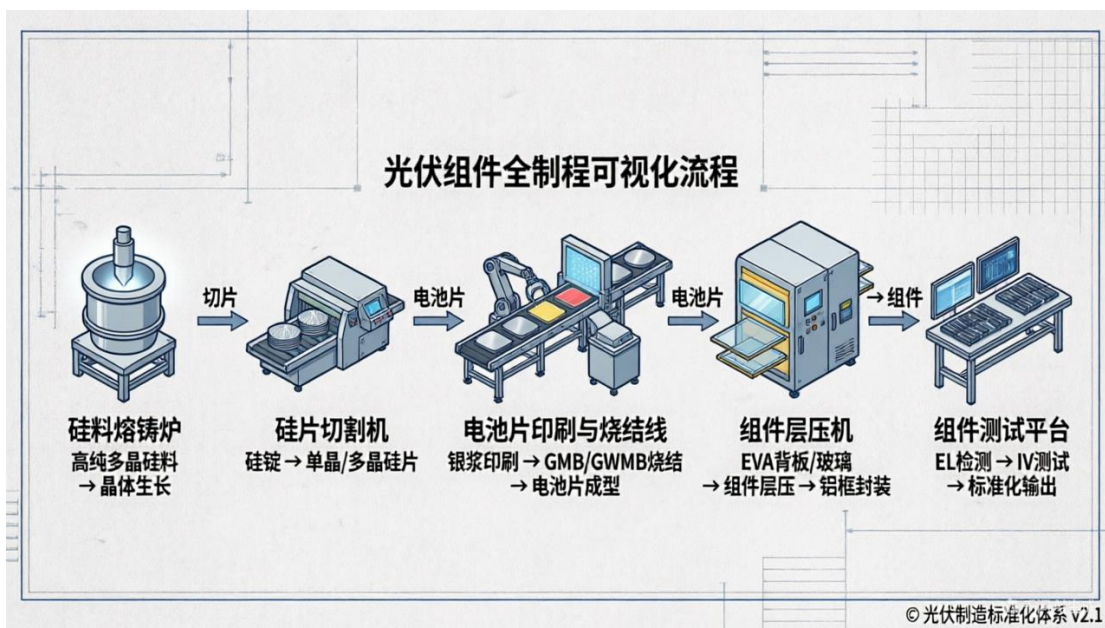 光伏组件全制程可视化流程
切片
电池片
电池片
→ 组件
硅料熔铸炉
高纯多晶硅料
→ 晶体生长
硅片切割机
硅锭 → 单晶/多晶硅片
电池片印刷与烧结线
银浆印刷 → GMB/GWMB烧结
→ 电池片成型
组件层压机
EVA背板/玻璃
→ 组件层压 → 铝框封装
组件测试平台
EL检测 → IV测试
→ 标准化输出
© 光伏制造标准化体系 v2.1